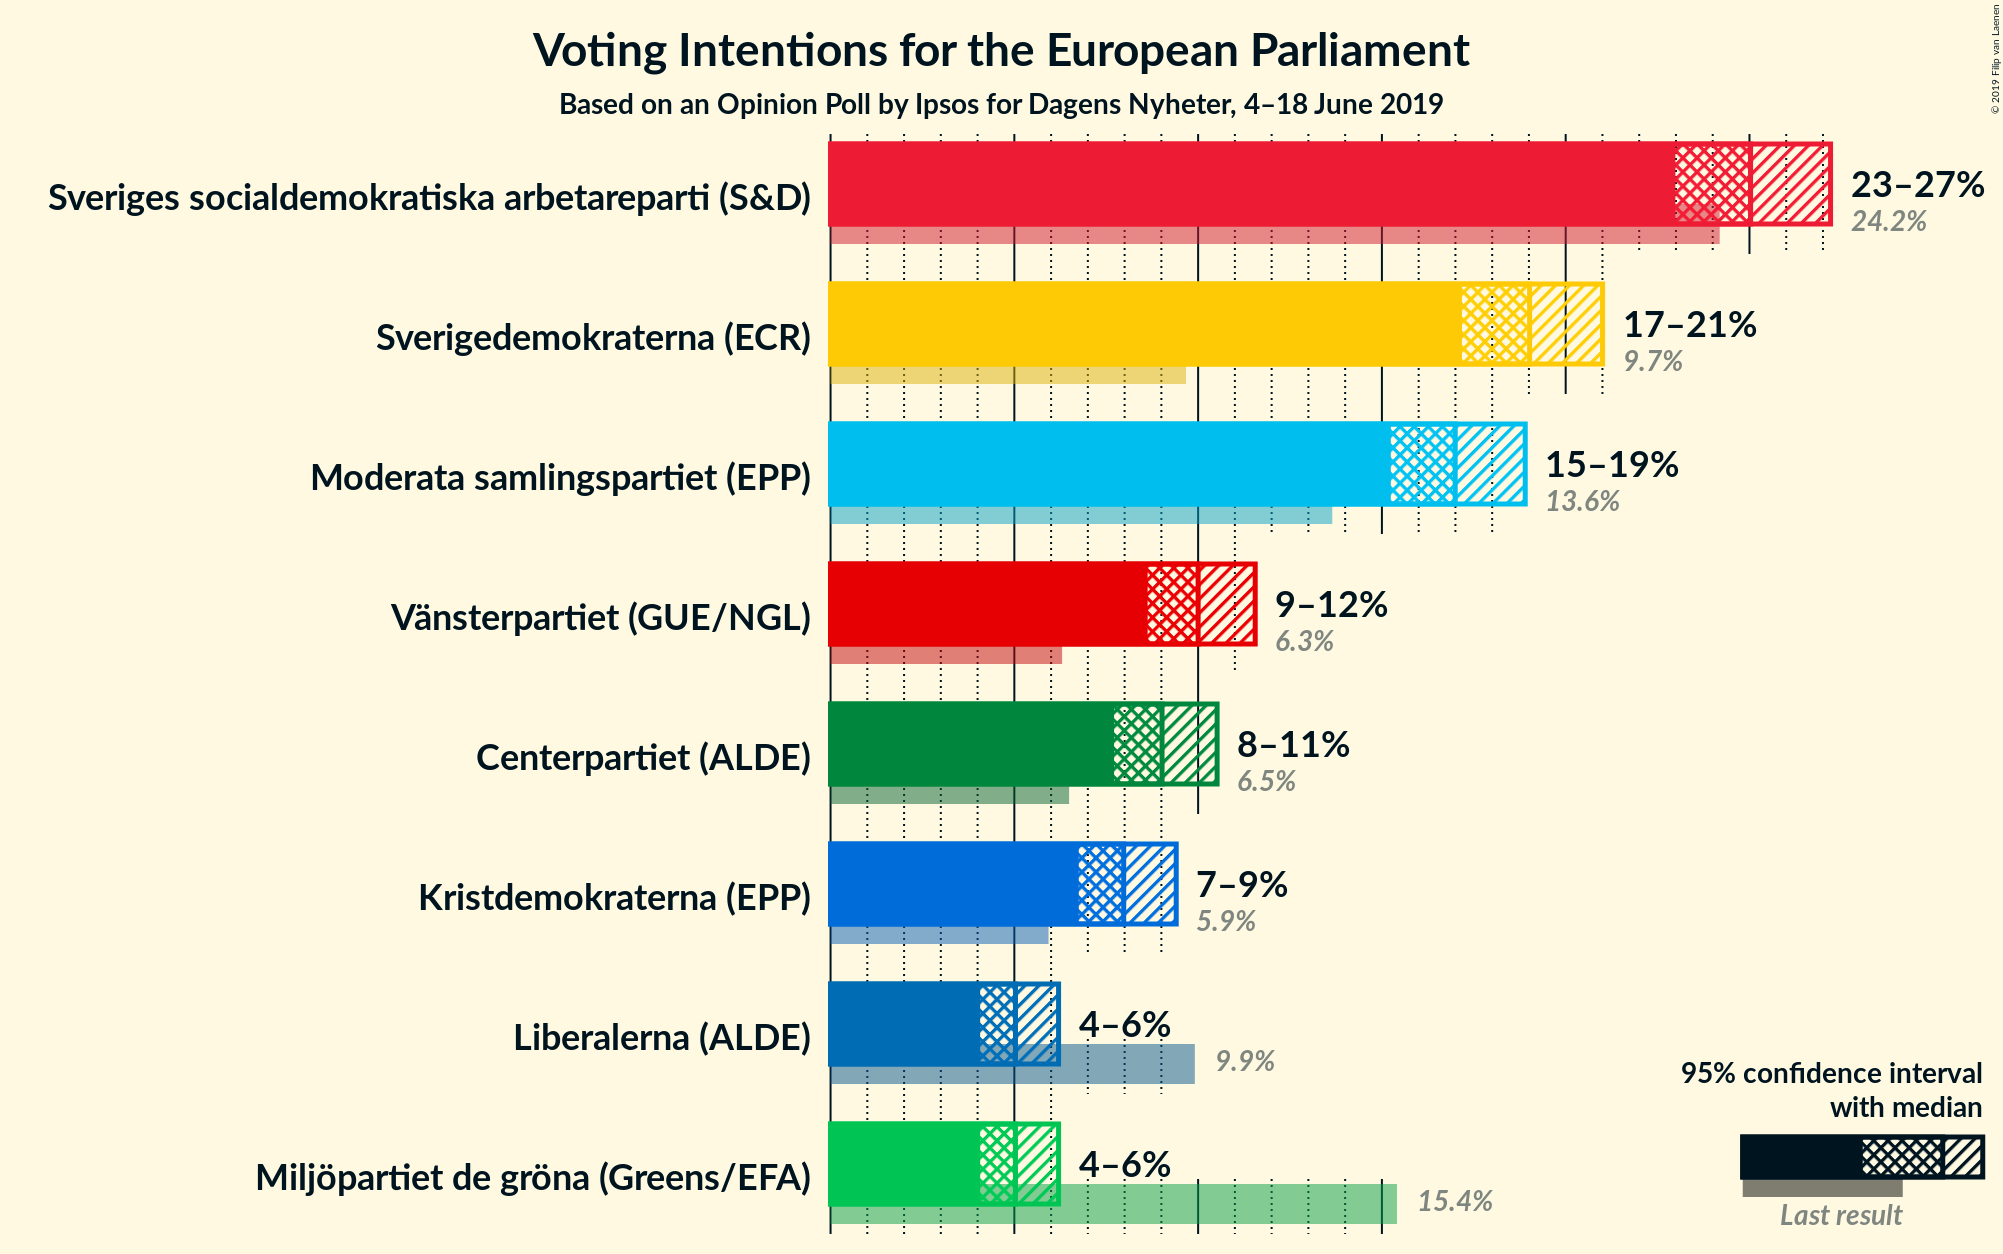 Voting Intentions for the European Parliament
Based on an Opinion Poll by Ipsos for Dagens Nyheter, 4–18 June 2019
© 2019 Filip van Laenen
Sveriges socialdemokratiska arbetareparti (S&D)
23–27%
24.2%
Sverigedemokraterna (ECR)
17–21%
9.7%
Moderata samlingspartiet (EPP)
15–19%
13.6%
Vänsterpartiet (GUE/NGL)
9–12%
6.3%
Centerpartiet (ALDE)
8–11%
6.5%
Kristdemokraterna (EPP)
7–9%
5.9%
Liberalerna (ALDE)
4–6%
9.9%
Miljöpartiet de gröna (Greens/EFA)
4–6%
15.4%
95% confidence interval
with median
Last result